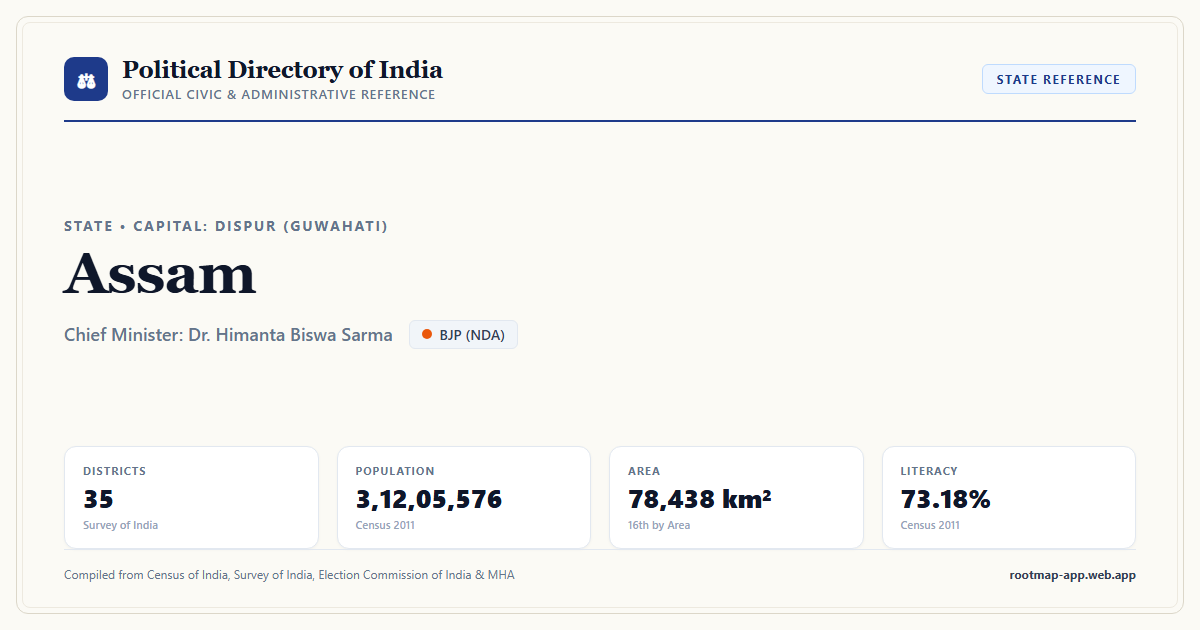 Political Directory of India
OFFICIAL CIVIC & ADMINISTRATIVE REFERENCE
STATE REFERENCE
STATE • CAPITAL: DISPUR (GUWAHATI)
Assam
Chief Minister: Dr. Himanta Biswa Sarma
BJP (NDA)
DISTRICTS
35
Survey of India
POPULATION
3,12,05,576
Census 2011
AREA
78,438 km²
16th by Area
LITERACY
73.18%
Census 2011
Compiled from Census of India, Survey of India, Election Commission of India & MHA
rootmap-app.web.app